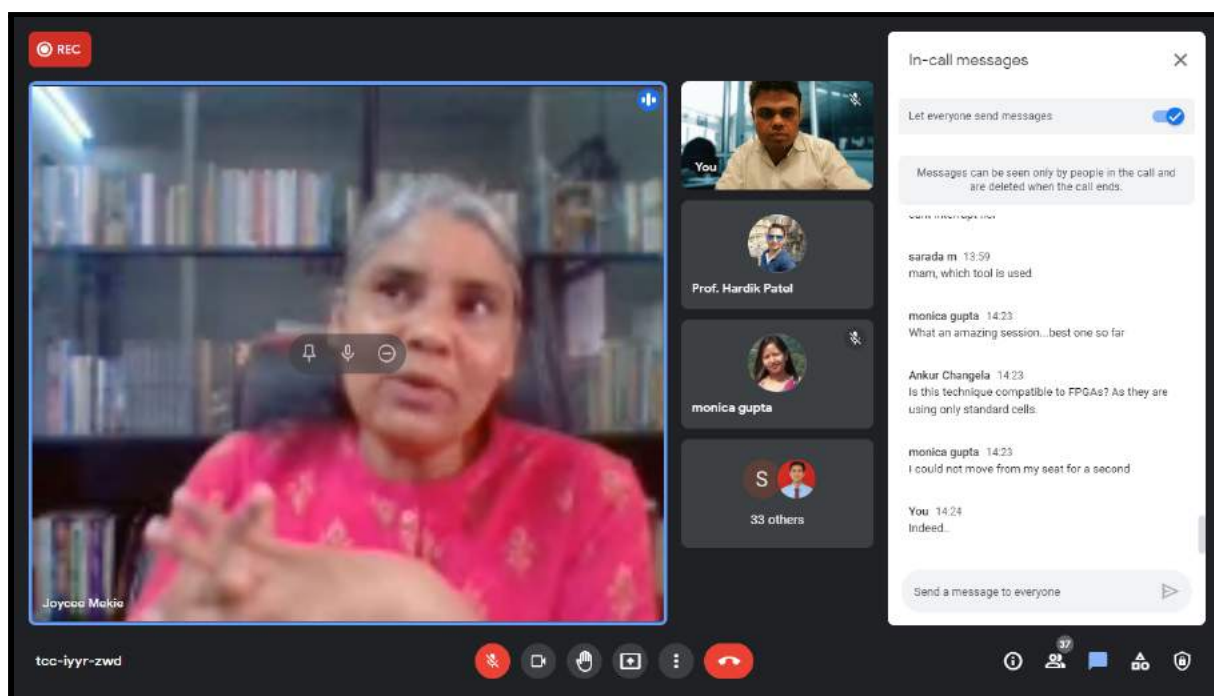 REC
Joycee Mekie
You
Prof. Hardik Patel
monica gupta
S
33 others
In-call messages
Let everyone send messages
Messages can be seen only by people in the call and
are deleted when the call ends.
sarada m 13:59
mam, which tool is used
monica gupta 14:23
What an amazing session...best one so far
Ankur Changela 14:23
Is this technique compatible to FPGAs? As they are
using only standard cells.
monica gupta 14:23
I could not move from my seat for a second
You 14:24
Indeed..
Send a message to everyone
tcc-iyyr-zwd
37